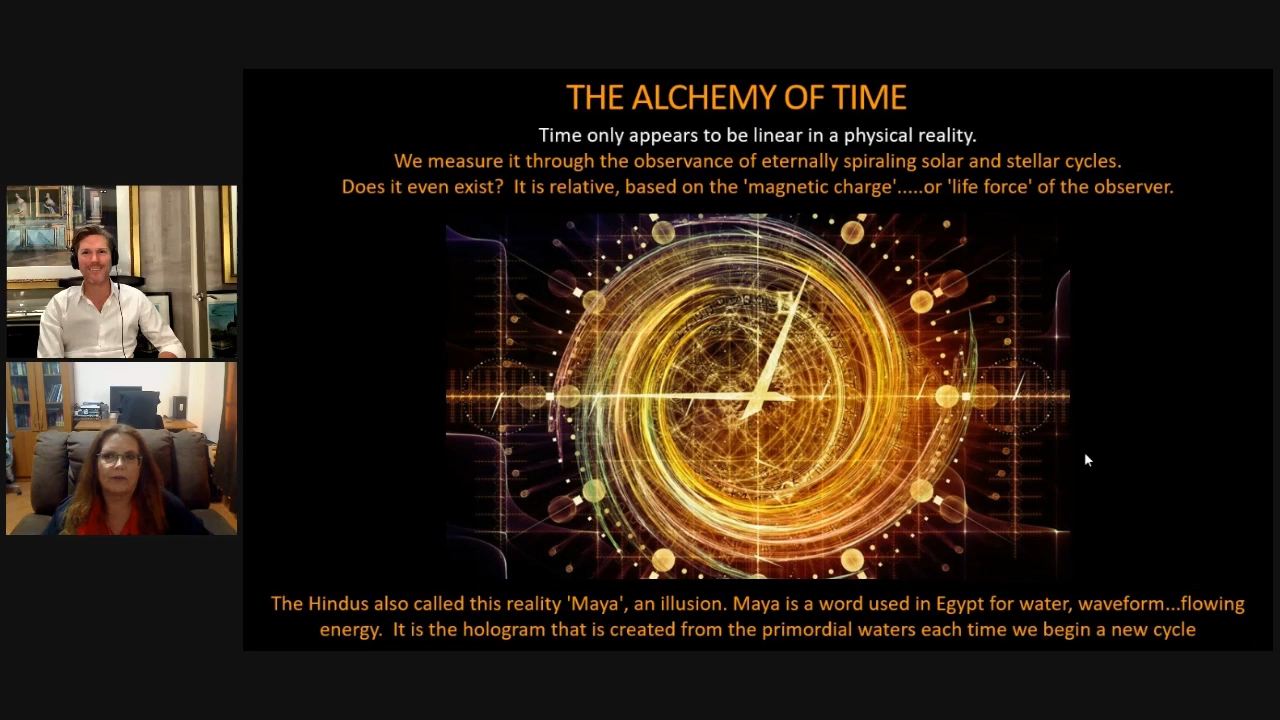 THE ALCHEMY OF TIME
Time only appears to be linear in a physical reality.
We measure it through the observance of eternally spiraling solar and stellar cycles.
Does it even exist?  It is relative, based on the 'magnetic charge'.....or 'life force' of the observer.
The Hindus also called this reality 'Maya', an illusion. Maya is a word used in Egypt for water, waveform...flowing
energy.  It is the hologram that is created from the primordial waters each time we begin a new cycle